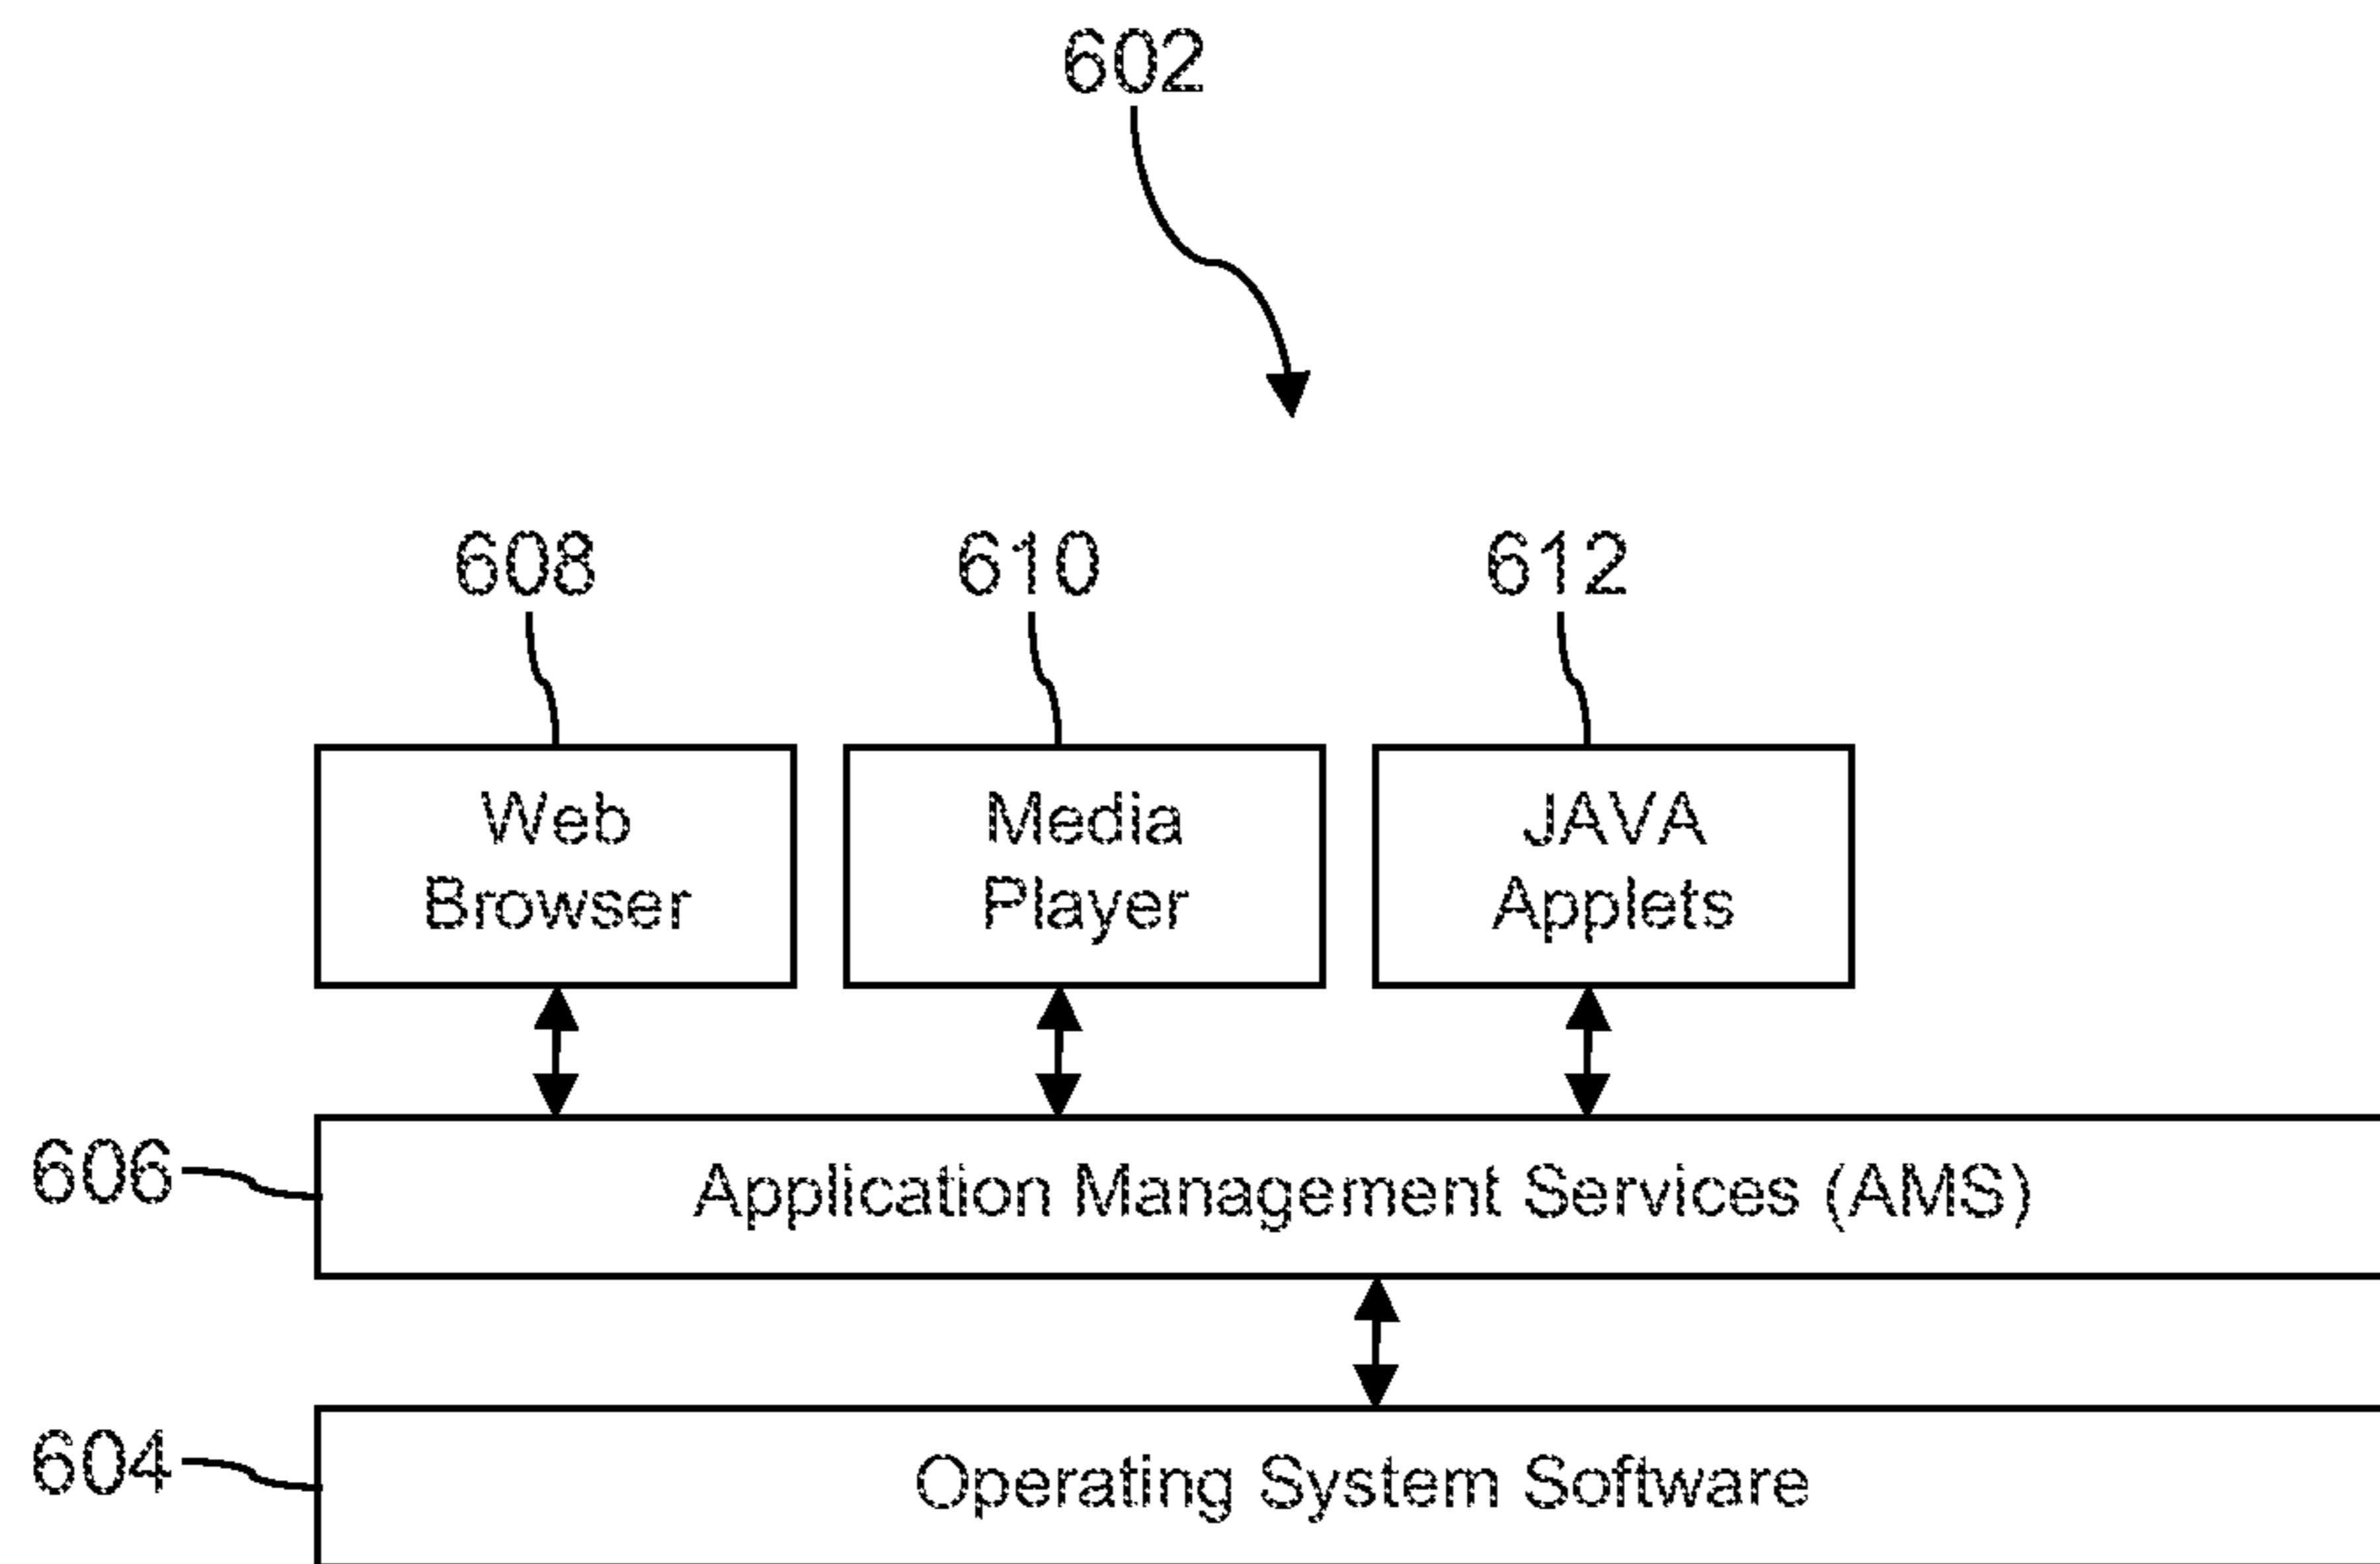 602
608
610
612
Web
Browser
Media
Player
JAVA
Applets
606
Application Management Services (AMS)
604
Operating System Software